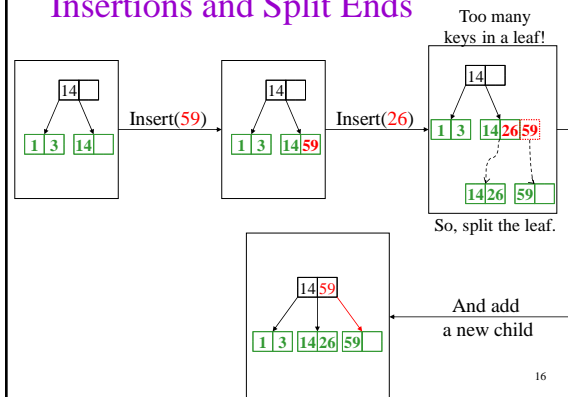 Insertions and Split Ends
Too many
keys in a leaf!
14
1 3 14
Insert(59)
14
1 3 14 59
Insert(26)
14
1 3 14 26 59
14 26 59
So, split the leaf.
14 59
1 3 14 26 59
And add
a new child
16